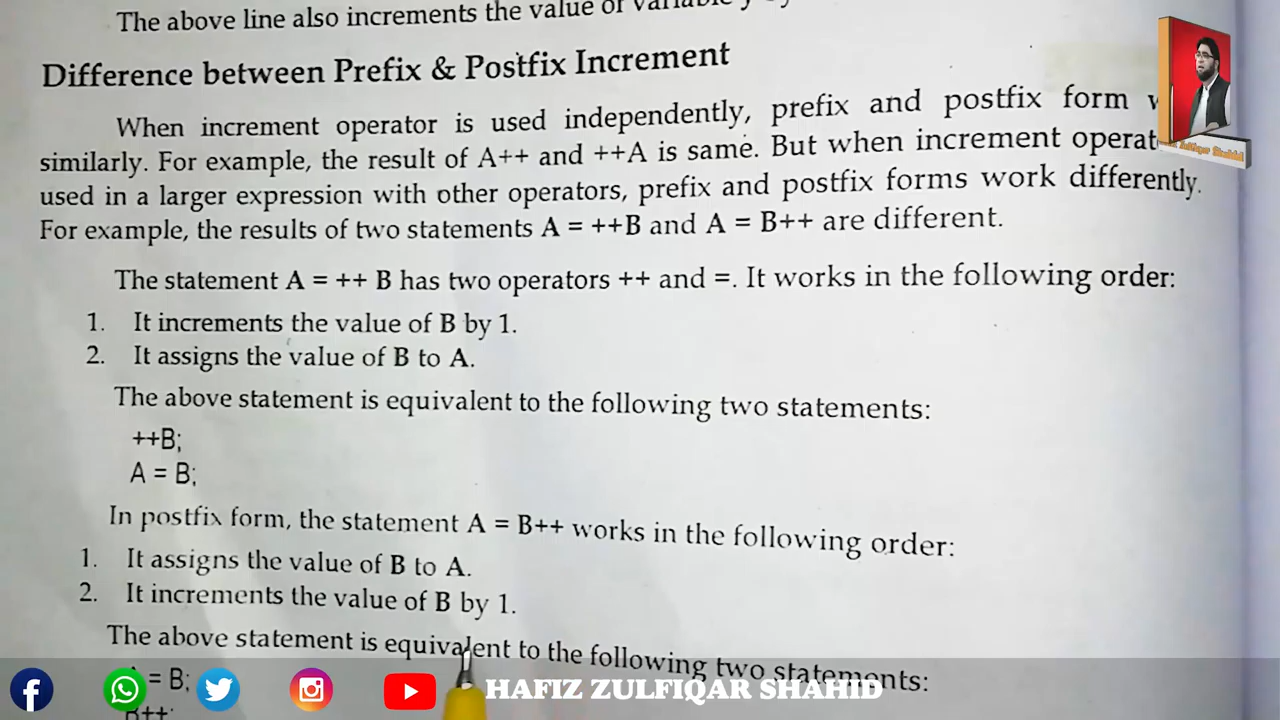 The above line also increments the value of variable y by
Difference between Prefix & Postfix Increment
When increment operator is used independently, prefix and postfix form
similarly. For example, the result of A++ and ++A is same. But when increment operat
used in a larger expression with other operators, prefix and postfix forms work differently.
For example, the results of two statements A = ++B and A = B++ are different.
The statement A = ++ B has two operators ++ and =. It works in the following order:
1. It increments the value of B by 1.
2. It assigns the value of B to A.
The above statement is equivalent to the following two statements:
++B;
A = B;
In postfix form, the statement A = B++ works in the following order:
1. It assigns the value of B to A.
2. It increments the value of B by 1.
The above statement is equivalent to the following two statements:
A = B;
B++;
HAFIZ ZULFIQAR SHAHID